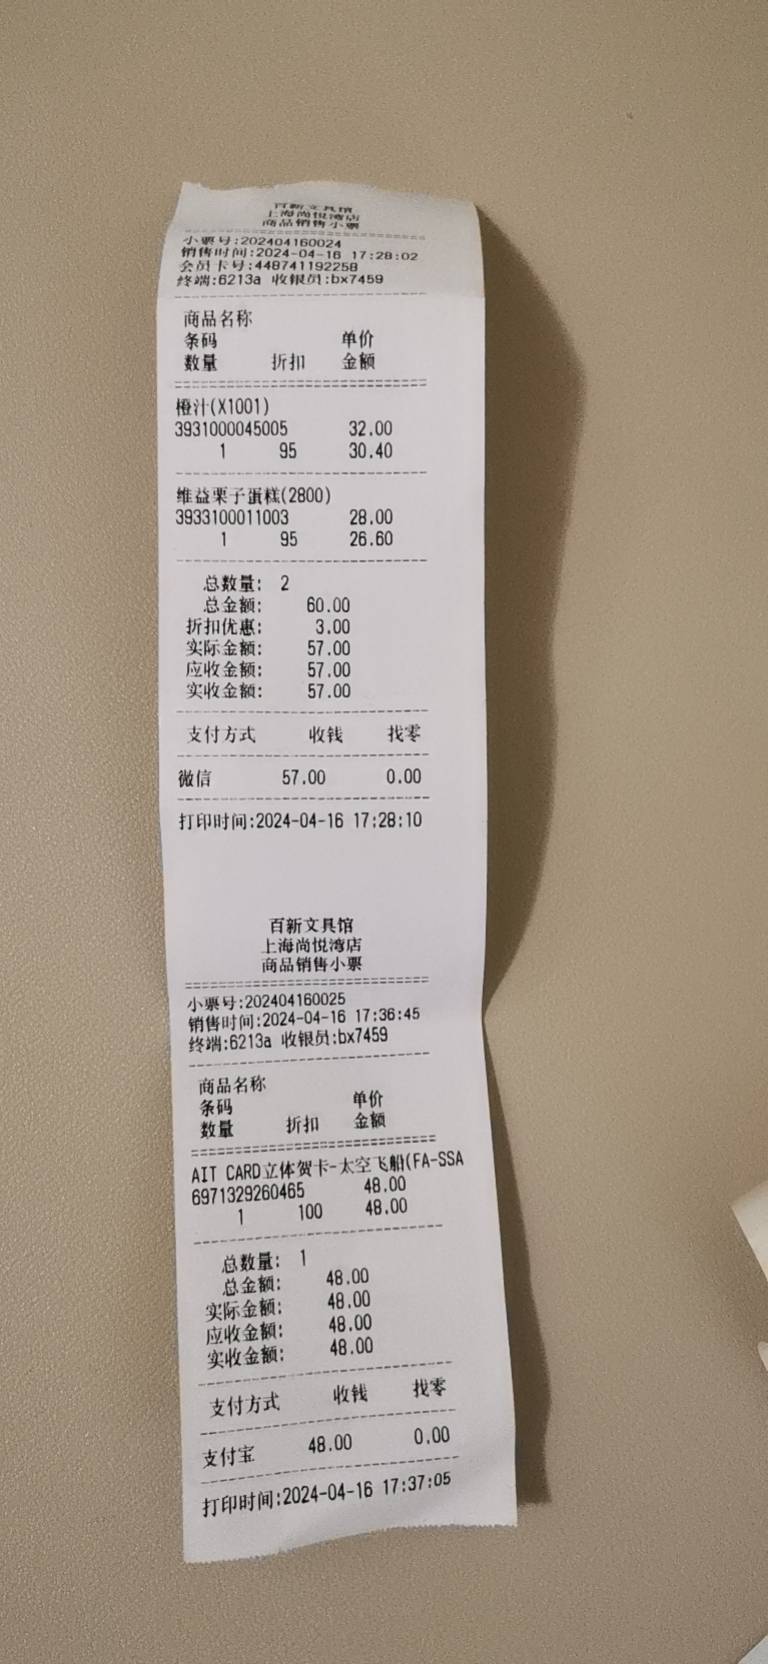 百新文具馆
上海尚悦湾店
商品销售小票
小票号:202404160024
销售时间:2024-04-16 17:28:02
会员卡号:448741192258
终端:6213a 收银员:bx7459
商品名称
条码 单价
数量 折扣 金额
橙汁(X1001)
3931000045005 32.00
1 95 30.40
维益栗子蛋糕(2800)
3933100011003 28.00
1 95 26.60
总数量: 2
总金额: 60.00
折扣优惠: 3.00
实际金额: 57.00
应收金额: 57.00
实收金额: 57.00
支付方式 收钱 找零
微信 57.00 0.00
打印时间:2024-04-16 17:28:10
百新文具馆
上海尚悦湾店
商品销售小票
小票号:202404160025
销售时间:2024-04-16 17:36:45
终端:6213a 收银员:bx7459
商品名称
条码 单价
数量 折扣 金额
AIT CARD立体贺卡-太空飞船(FA-SSA
6971329260465 48.00
1 100 48.00
总数量: 1
总金额: 48.00
实际金额: 48.00
应收金额: 48.00
实收金额: 48.00
支付方式 收钱 找零
支付宝 48.00 0.00
打印时间:2024-04-16 17:37:05